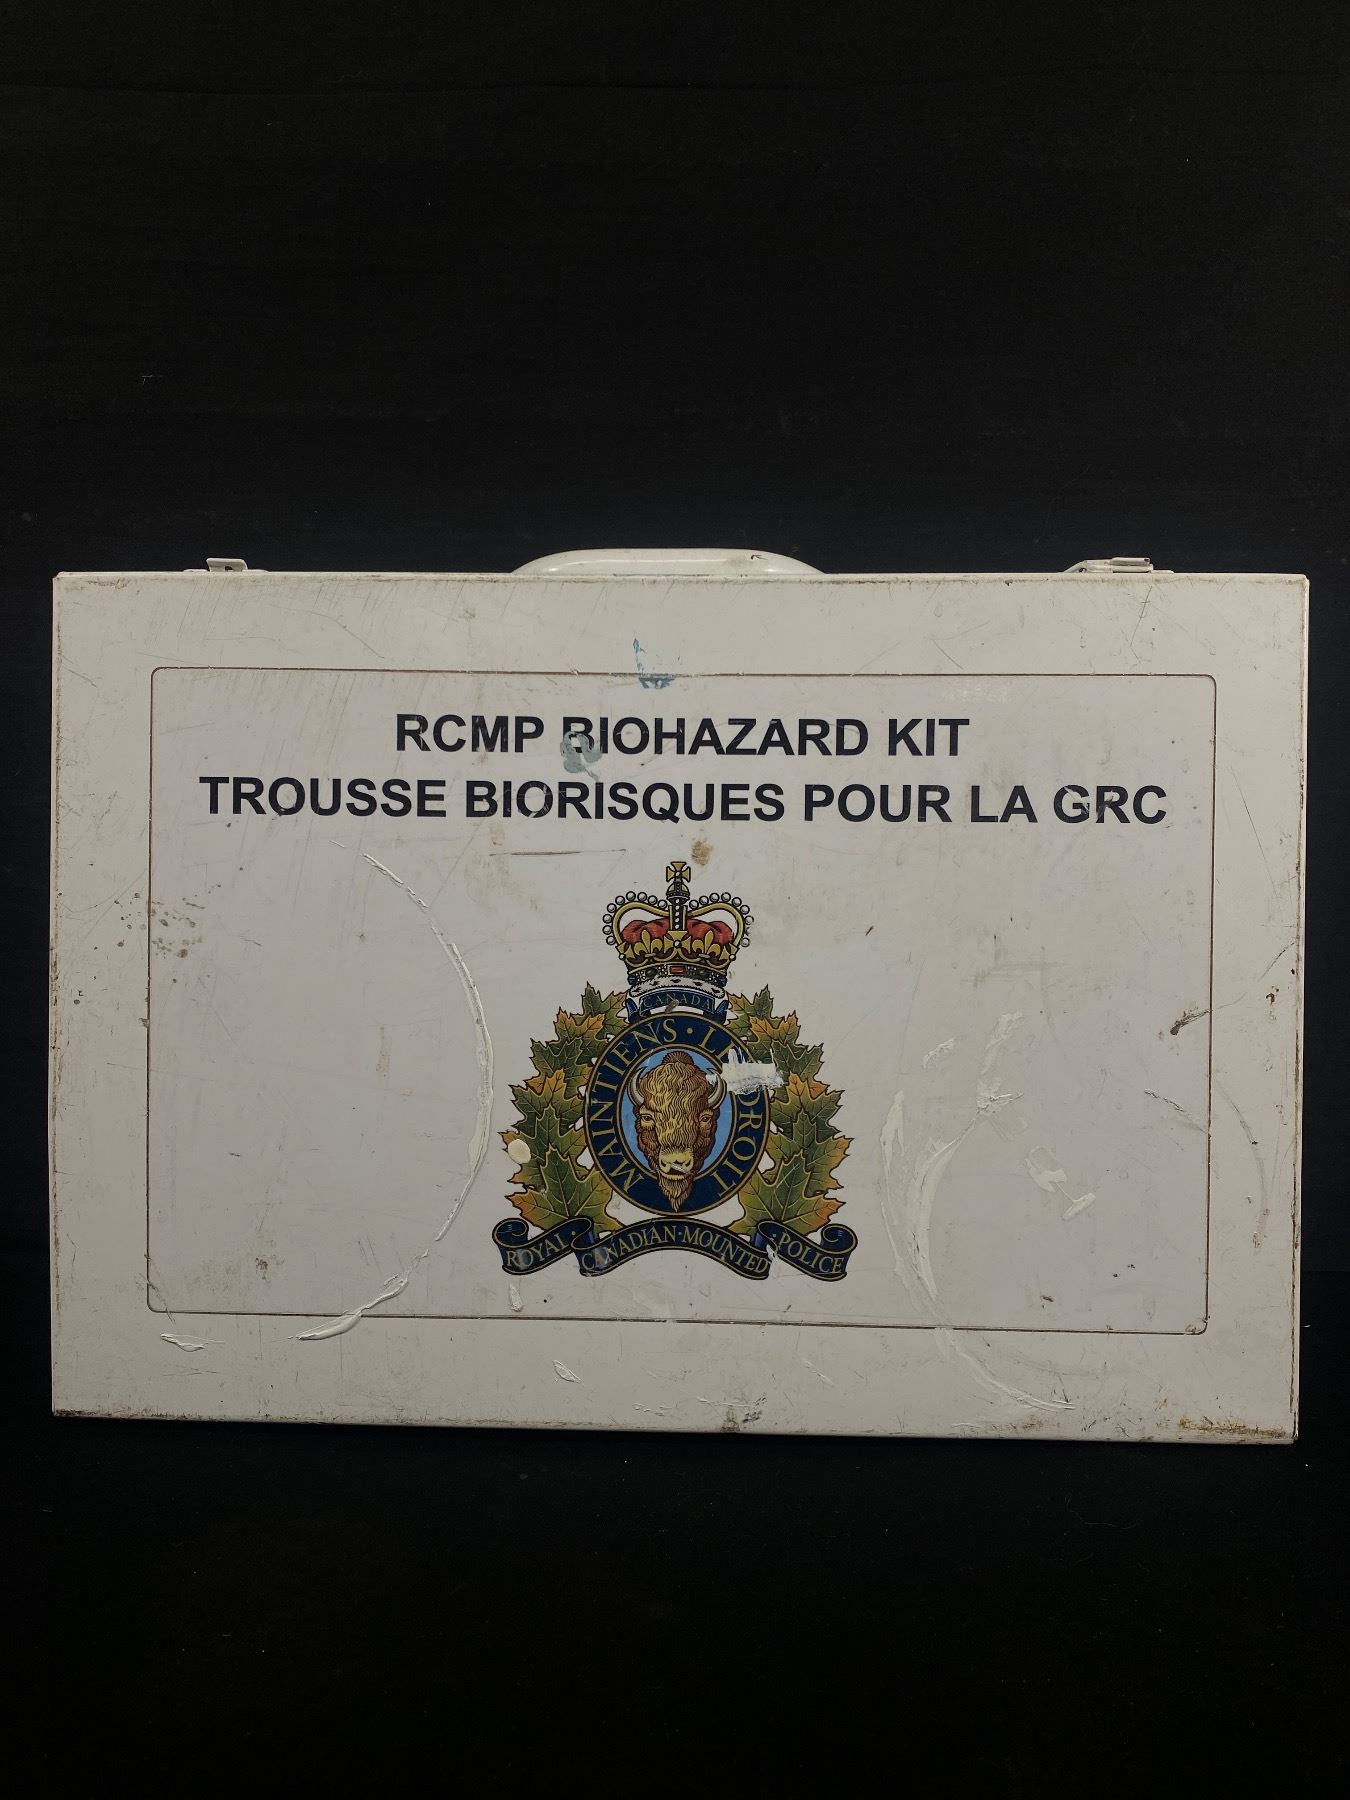 RCMP BIOHAZARD KIT
TROUSSE BIORISQUES POUR LA GRC
CANADA
MAINTIENS · LE DROIT
ROYAL · CANADIAN · MOUNTED · POLICE